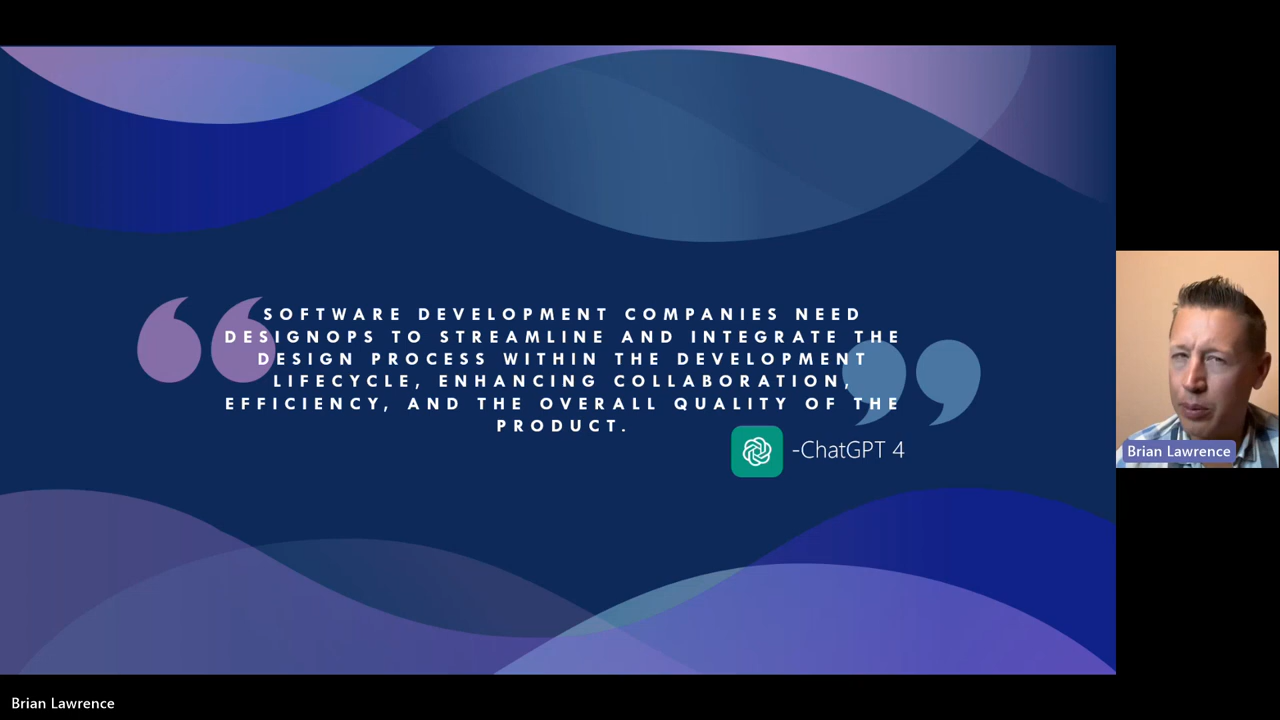 SOFTWARE DEVELOPMENT COMPANIES NEED
DESIGNOPS TO STREAMLINE AND INTEGRATE THE
DESIGN PROCESS WITHIN THE DEVELOPMENT
LIFECYCLE, ENHANCING COLLABORATION,
EFFICIENCY, AND THE OVERALL QUALITY OF THE
PRODUCT.
-ChatGPT 4
Brian Lawrence
Brian Lawrence